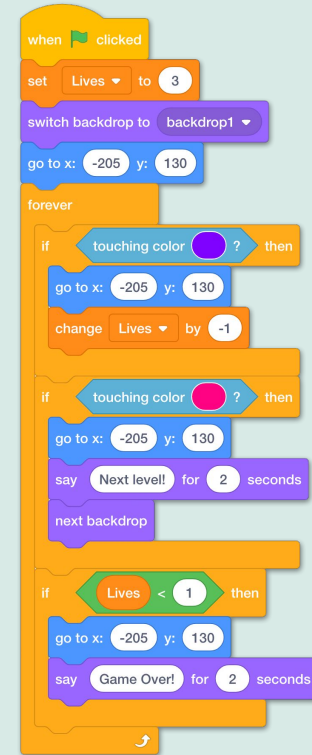 when clicked
set Lives to 3
switch backdrop to backdrop1
go to x: -205 y: 130
forever
if touching color ? then
go to x: -205 y: 130
change Lives by -1
if touching color ? then
go to x: -205 y: 130
say Next level! for 2 seconds
next backdrop
if Lives < 1 then
go to x: -205 y: 130
say Game Over! for 2 seconds